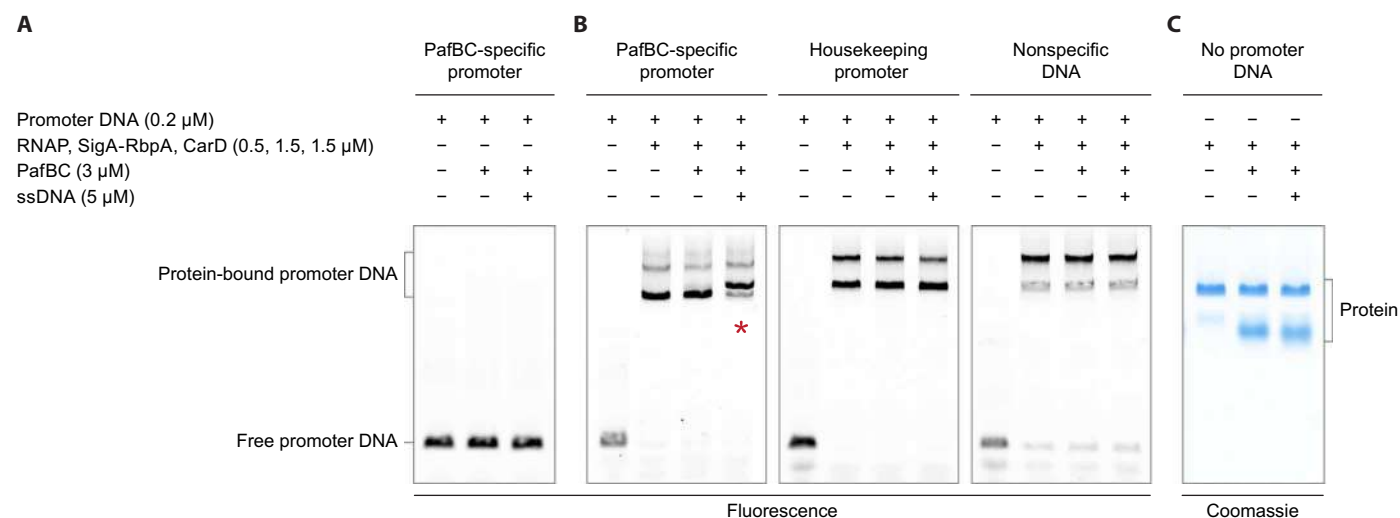 A
B
C
PafBC-specific
promoter
PafBC-specific
promoter
Housekeeping
promoter
Nonspecific
DNA
No promoter
DNA
Promoter DNA (0.2 µM) + + + + + + + + + + + + + + + – – –
RNAP, SigA-RbpA, CarD (0.5, 1.5, 1.5 µM) – – – – + + + – + + + – + + + + + +
PafBC (3 µM) – + + – – + + – – + + – – + + – + +
ssDNA (5 µM) – – + – – – + – – – + – – – + – – +
Protein-bound promoter DNA
*
Protein
Free promoter DNA
Fluorescence
Coomassie